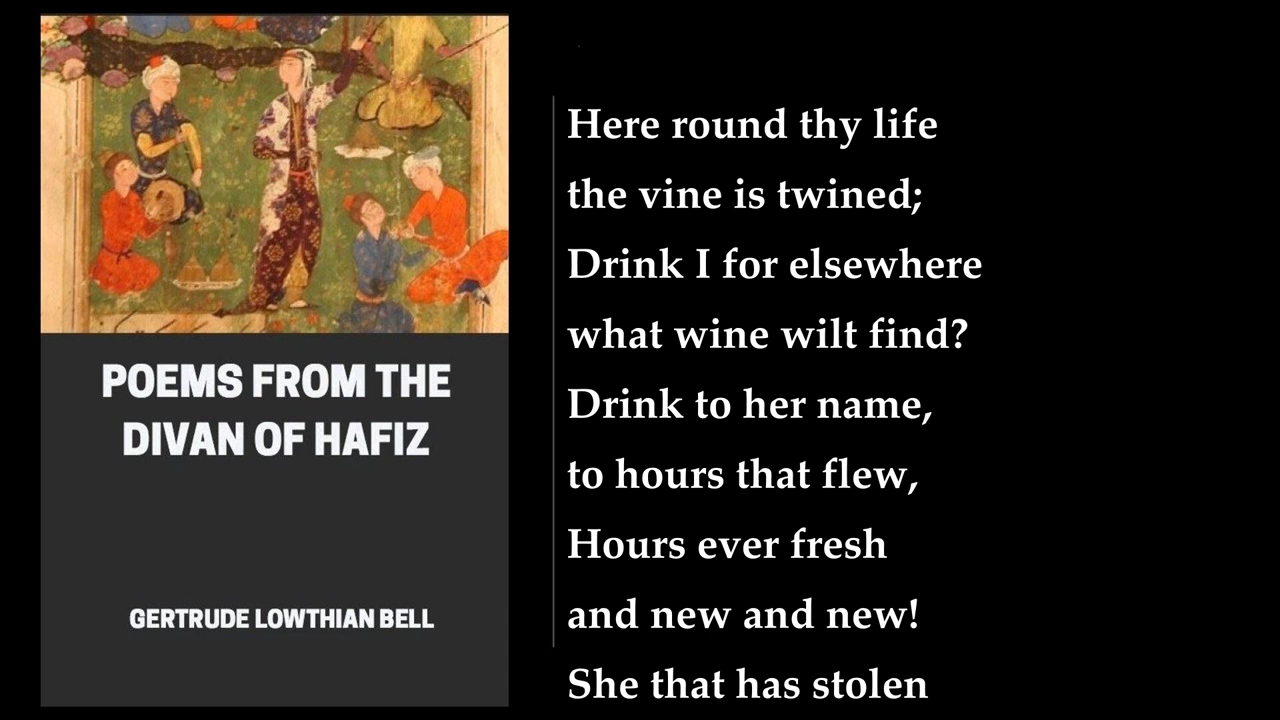 POEMS FROM THE
DIVAN OF HAFIZ
GERTRUDE LOWTHIAN BELL
Here round thy life
the vine is twined;
Drink I for elsewhere
what wine wilt find?
Drink to her name,
to hours that flew,
Hours ever fresh
and new and new!
She that has stolen